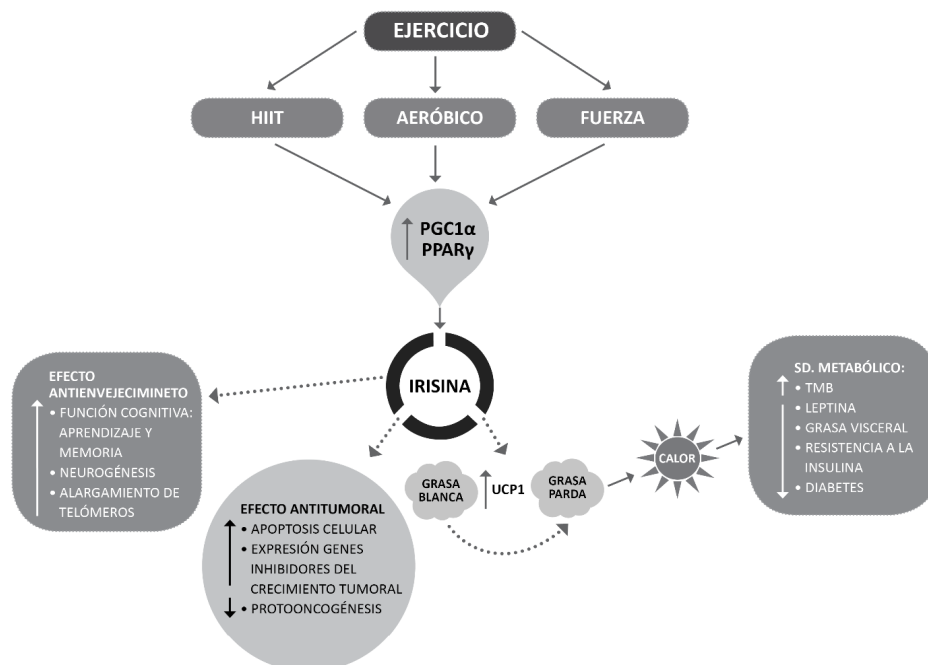 EJERCICIO
HIIT
AERÓBICO
FUERZA
PGC1α
PPARγ
IRISINA
EFECTO
ANTIENVEJECIMINETO
• FUNCIÓN COGNITIVA:
APRENDIZAJE Y
MEMORIA
• NEUROGÉNESIS
• ALARGAMIENTO DE
TELÓMEROS
EFECTO ANTITUMORAL
• APOPTOSIS CELULAR
• EXPRESIÓN GENES
INHIBIDORES DEL
CRECIMIENTO TUMORAL
• PROTOONCOGÉNESIS
GRASA
BLANCA
UCP1
GRASA
PARDA
CALOR
SD. METABÓLICO:
• TMB
• LEPTINA
• GRASA VISCERAL
• RESISTENCIA A LA
INSULINA
• DIABETES